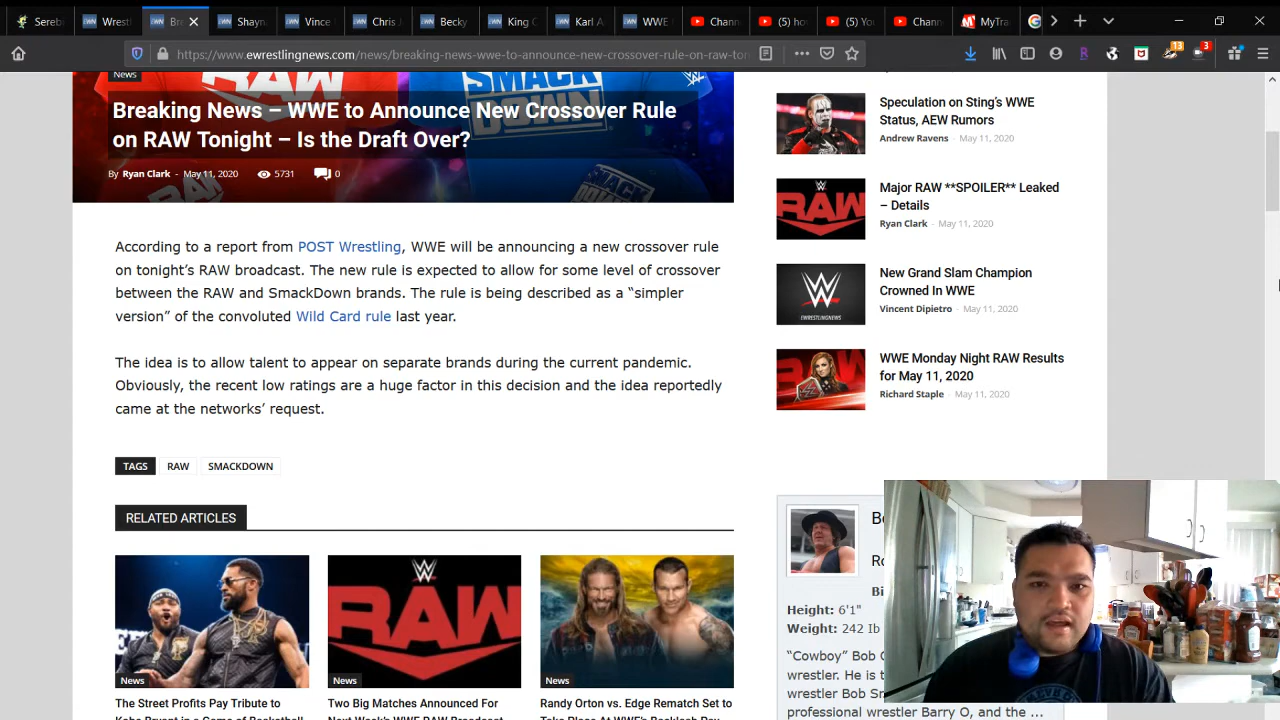 Sereb
Wrest
Br
Shayn
Vince
Chris J
Becky
King C
Karl A
WWE
Chann
(5) ho
(5) Yo
Chann
MyTra
https://www.ewrestlingnews.com/news/breaking-news-wwe-to-announce-new-crossover-rule-on-raw-ton
13
3
News
RAW
SMACK
DOWN
Breaking News – WWE to Announce New Crossover Rule
on RAW Tonight – Is the Draft Over?
By Ryan Clark - May 11, 2020 5731 0
According to a report from POST Wrestling, WWE will be announcing a new crossover rule
on tonight's RAW broadcast. The new rule is expected to allow for some level of crossover
between the RAW and SmackDown brands. The rule is being described as a “simpler
version” of the convoluted Wild Card rule last year.
The idea is to allow talent to appear on separate brands during the current pandemic.
Obviously, the recent low ratings are a huge factor in this decision and the idea reportedly
came at the networks’ request.
TAGS RAW SMACKDOWN
RELATED ARTICLES
News
The Street Profits Pay Tribute to
Kobe Bryant in a Game of Basketball
RAW
News
Two Big Matches Announced For
Next Week's WWE RAW Broadcast
News
Randy Orton vs. Edge Rematch Set to
Take Place At WWE's Backlash Pay
Speculation on Sting’s WWE
Status, AEW Rumors
Andrew Ravens - May 11, 2020
RAW
Major RAW **SPOILER** Leaked
– Details
Ryan Clark - May 11, 2020
EWRESTLINGNEWS
New Grand Slam Champion
Crowned In WWE
Vincent Dipietro - May 11, 2020
WWE Monday Night RAW Results
for May 11, 2020
Richard Staple - May 11, 2020
Bo
Ro
Bi
Height: 6'1"
Weight: 242 lb
“Cowboy” Bob
wrestler. He is t
wrestler Bob
professional wrestler Barry O, and the ...